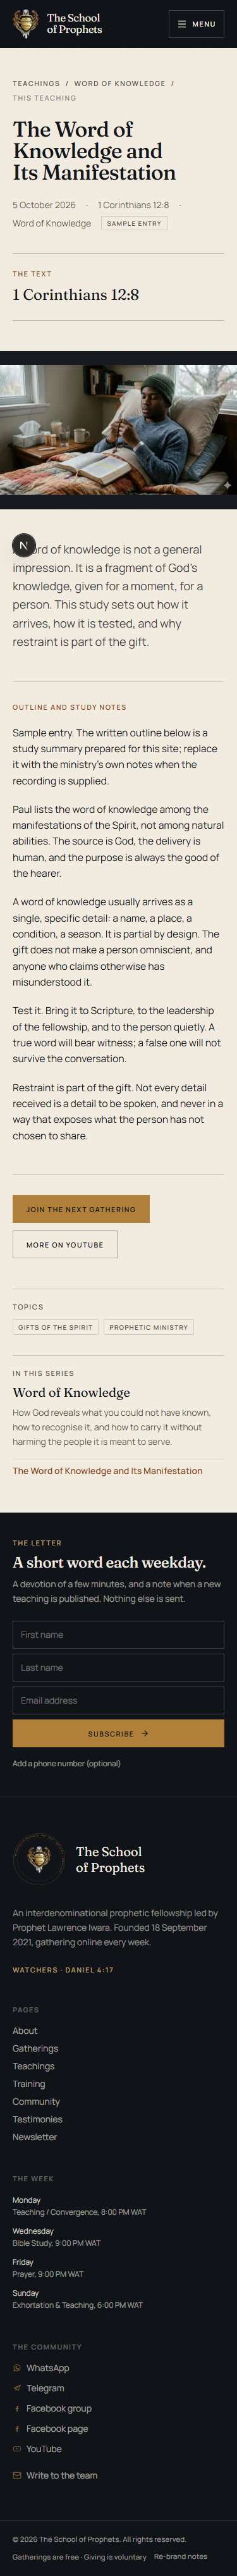 The School
of Prophets
MENU
TEACHINGS / WORD OF KNOWLEDGE /
THIS TEACHING
The Word of
Knowledge and
Its Manifestation
5 October 2026 · 1 Corinthians 12:8 ·
Word of Knowledge SAMPLE ENTRY
THE TEXT
1 Corinthians 12:8
N
ord of knowledge is not a general
impression. It is a fragment of God's
knowledge, given for a moment, for a
person. This study sets out how it
arrives, how it is tested, and why
restraint is part of the gift.
OUTLINE AND STUDY NOTES
Sample entry. The written outline below is a
study summary prepared for this site; replace
it with the ministry's own notes when the
recording is supplied.
Paul lists the word of knowledge among the
manifestations of the Spirit, not among natural
abilities. The source is God, the delivery is
human, and the purpose is always the good of
the hearer.
A word of knowledge usually arrives as a
single, specific detail: a name, a place, a
condition, a season. It is partial by design. The
gift does not make a person omniscient, and
anyone who claims otherwise has
misunderstood it.
Test it. Bring it to Scripture, to the leadership
of the fellowship, and to the person quietly. A
true word will bear witness; a false one will not
survive the conversation.
Restraint is part of the gift. Not every detail
received is a detail to be spoken, and never in a
way that exposes what the person has not
chosen to share.
JOIN THE NEXT GATHERING
MORE ON YOUTUBE
TOPICS
GIFTS OF THE SPIRIT PROPHETIC MINISTRY
IN THIS SERIES
Word of Knowledge
How God reveals what you could not have known,
how to recognise it, and how to carry it without
harming the people it is meant to serve.
The Word of Knowledge and Its Manifestation
THE LETTER
A short word each weekday.
A devotion of a few minutes, and a note when a new
teaching is published. Nothing else is sent.
First name
Last name
Email address
SUBSCRIBE →
Add a phone number (optional)
The School
of Prophets
An interdenominational prophetic fellowship led by
Prophet Lawrence Iwara. Founded 18 September
2021, gathering online every week.
WATCHERS · DANIEL 4:17
PAGES
About
Gatherings
Teachings
Training
Community
Testimonies
Newsletter
THE WEEK
Monday
Teaching / Convergence, 8:00 PM WAT
Wednesday
Bible Study, 9:00 PM WAT
Friday
Prayer, 9:00 PM WAT
Sunday
Exhortation & Teaching, 6:00 PM WAT
THE COMMUNITY
WhatsApp
Telegram
Facebook group
Facebook page
YouTube
Write to the team
© 2026 The School of Prophets. All rights reserved.
Gatherings are free · Giving is voluntary Re-brand notes